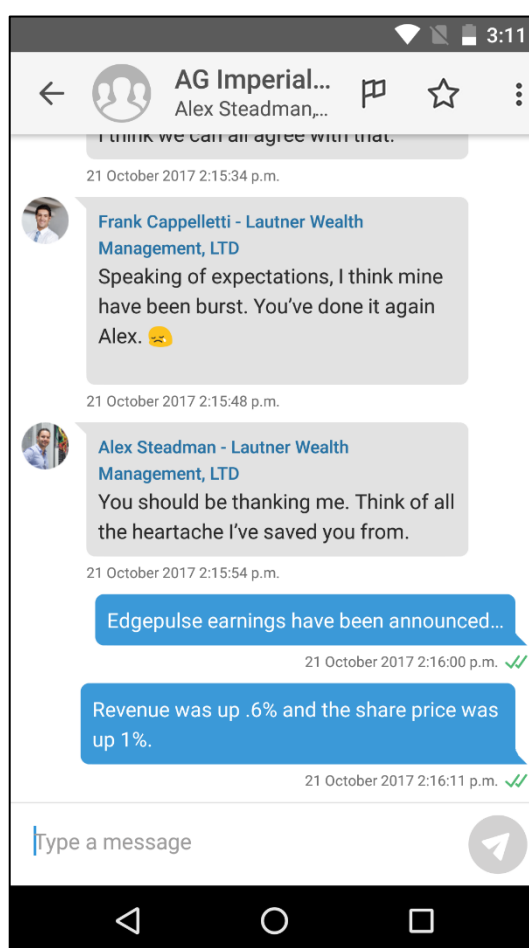 3:11
AG Imperial...
Alex Steadman,...
I think we can all agree with that.
21 October 2017 2:15:34 p.m.
Frank Cappelletti - Lautner Wealth
Management, LTD
Speaking of expectations, I think mine
have been burst. You’ve done it again
Alex.
21 October 2017 2:15:48 p.m.
Alex Steadman - Lautner Wealth
Management, LTD
You should be thanking me. Think of all
the heartache I’ve saved you from.
21 October 2017 2:15:54 p.m.
Edgepulse earnings have been announced...
21 October 2017 2:16:00 p.m.
Revenue was up .6% and the share price was
up 1%.
21 October 2017 2:16:11 p.m.
Type a message